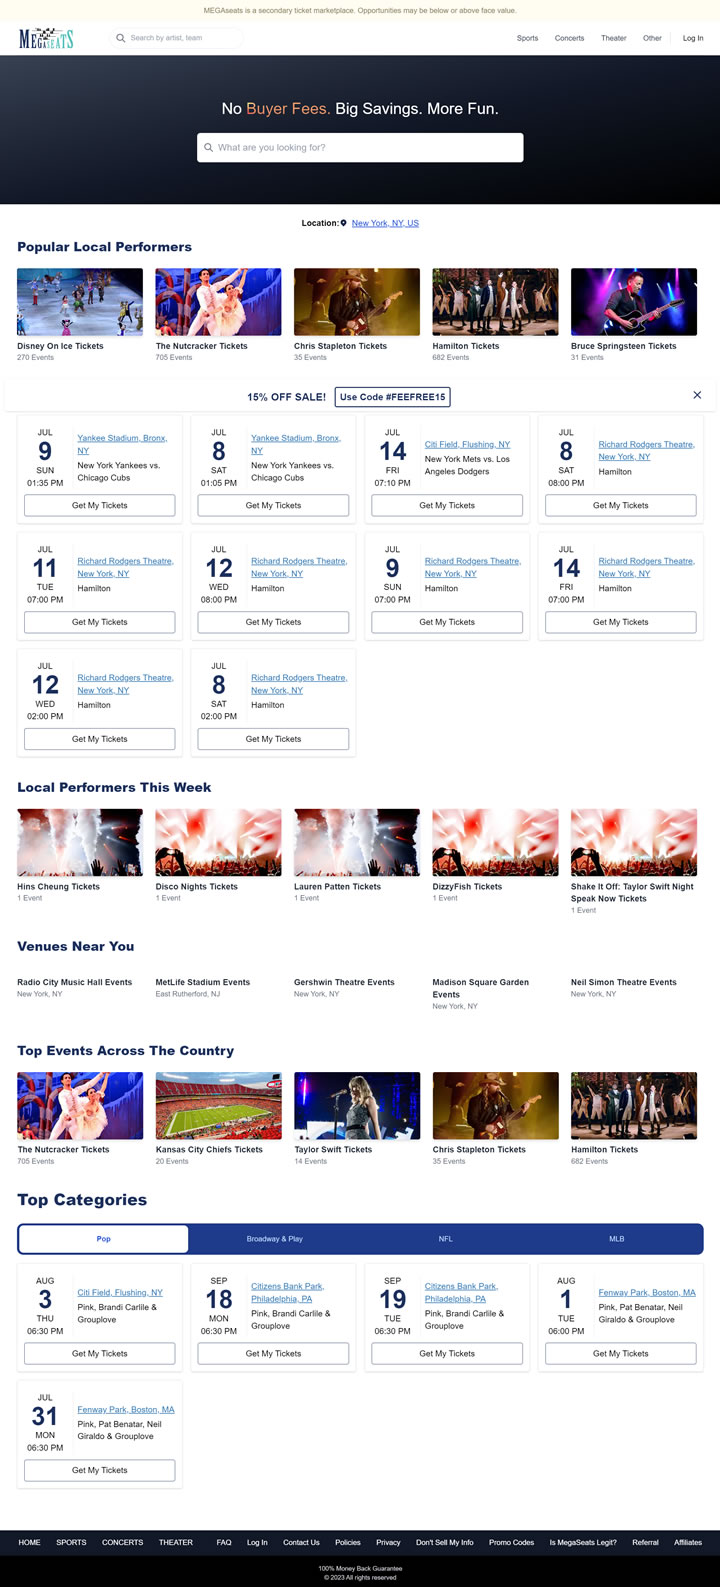 MEGAseats is a secondary ticket marketplace. Opportunities may be below or above face value.
MEGASEATS
Search by artist, team
Sports
Concerts
Theater
Other
Log In
No Buyer Fees. Big Savings. More Fun.
What are you looking for?
Location: New York, NY, US
Popular Local Performers
Disney On Ice Tickets
270 Events
The Nutcracker Tickets
705 Events
Chris Stapleton Tickets
35 Events
Hamilton Tickets
682 Events
Bruce Springsteen Tickets
31 Events
15% OFF SALE! Use Code #FEEFREE15
JUL
9
SUN
01:35 PM
Yankee Stadium, Bronx,
NY
New York Yankees vs.
Chicago Cubs
Get My Tickets
JUL
8
SAT
01:05 PM
Yankee Stadium, Bronx,
NY
New York Yankees vs.
Chicago Cubs
Get My Tickets
JUL
14
FRI
07:10 PM
Citi Field, Flushing, NY
New York Mets vs. Los
Angeles Dodgers
Get My Tickets
JUL
8
SAT
08:00 PM
Richard Rodgers Theatre,
New York, NY
Hamilton
Get My Tickets
JUL
11
TUE
07:00 PM
Richard Rodgers Theatre,
New York, NY
Hamilton
Get My Tickets
JUL
12
WED
08:00 PM
Richard Rodgers Theatre,
New York, NY
Hamilton
Get My Tickets
JUL
9
SUN
07:00 PM
Richard Rodgers Theatre,
New York, NY
Hamilton
Get My Tickets
JUL
14
FRI
07:00 PM
Richard Rodgers Theatre,
New York, NY
Hamilton
Get My Tickets
JUL
12
WED
02:00 PM
Richard Rodgers Theatre,
New York, NY
Hamilton
Get My Tickets
JUL
8
SAT
02:00 PM
Richard Rodgers Theatre,
New York, NY
Hamilton
Get My Tickets
Local Performers This Week
Hins Cheung Tickets
1 Event
Disco Nights Tickets
1 Event
Lauren Patten Tickets
1 Event
DizzyFish Tickets
1 Event
Shake It Off: Taylor Swift Night
Speak Now Tickets
1 Event
Venues Near You
Radio City Music Hall Events
New York, NY
MetLife Stadium Events
East Rutherford, NJ
Gershwin Theatre Events
New York, NY
Madison Square Garden
Events
New York, NY
Neil Simon Theatre Events
New York, NY
Top Events Across The Country
The Nutcracker Tickets
705 Events
Kansas City Chiefs Tickets
20 Events
Taylor Swift Tickets
14 Events
Chris Stapleton Tickets
35 Events
Hamilton Tickets
682 Events
Top Categories
Pop
Broadway & Play
NFL
MLB
AUG
3
THU
06:30 PM
Citi Field, Flushing, NY
Pink, Brandi Carlile &
Grouplove
Get My Tickets
SEP
18
MON
06:30 PM
Citizens Bank Park,
Philadelphia, PA
Pink, Brandi Carlile &
Grouplove
Get My Tickets
SEP
19
TUE
06:30 PM
Citizens Bank Park,
Philadelphia, PA
Pink, Brandi Carlile &
Grouplove
Get My Tickets
AUG
1
TUE
06:00 PM
Fenway Park, Boston, MA
Pink, Pat Benatar, Neil
Giraldo & Grouplove
Get My Tickets
JUL
31
MON
06:30 PM
Fenway Park, Boston, MA
Pink, Pat Benatar, Neil
Giraldo & Grouplove
Get My Tickets
HOME
SPORTS
CONCERTS
THEATER
FAQ
Log In
Contact Us
Policies
Privacy
Don't Sell My Info
Promo Codes
Is MegaSeats Legit?
Referral
Affiliates
100% Money Back Guarantee
© 2023 All rights reserved